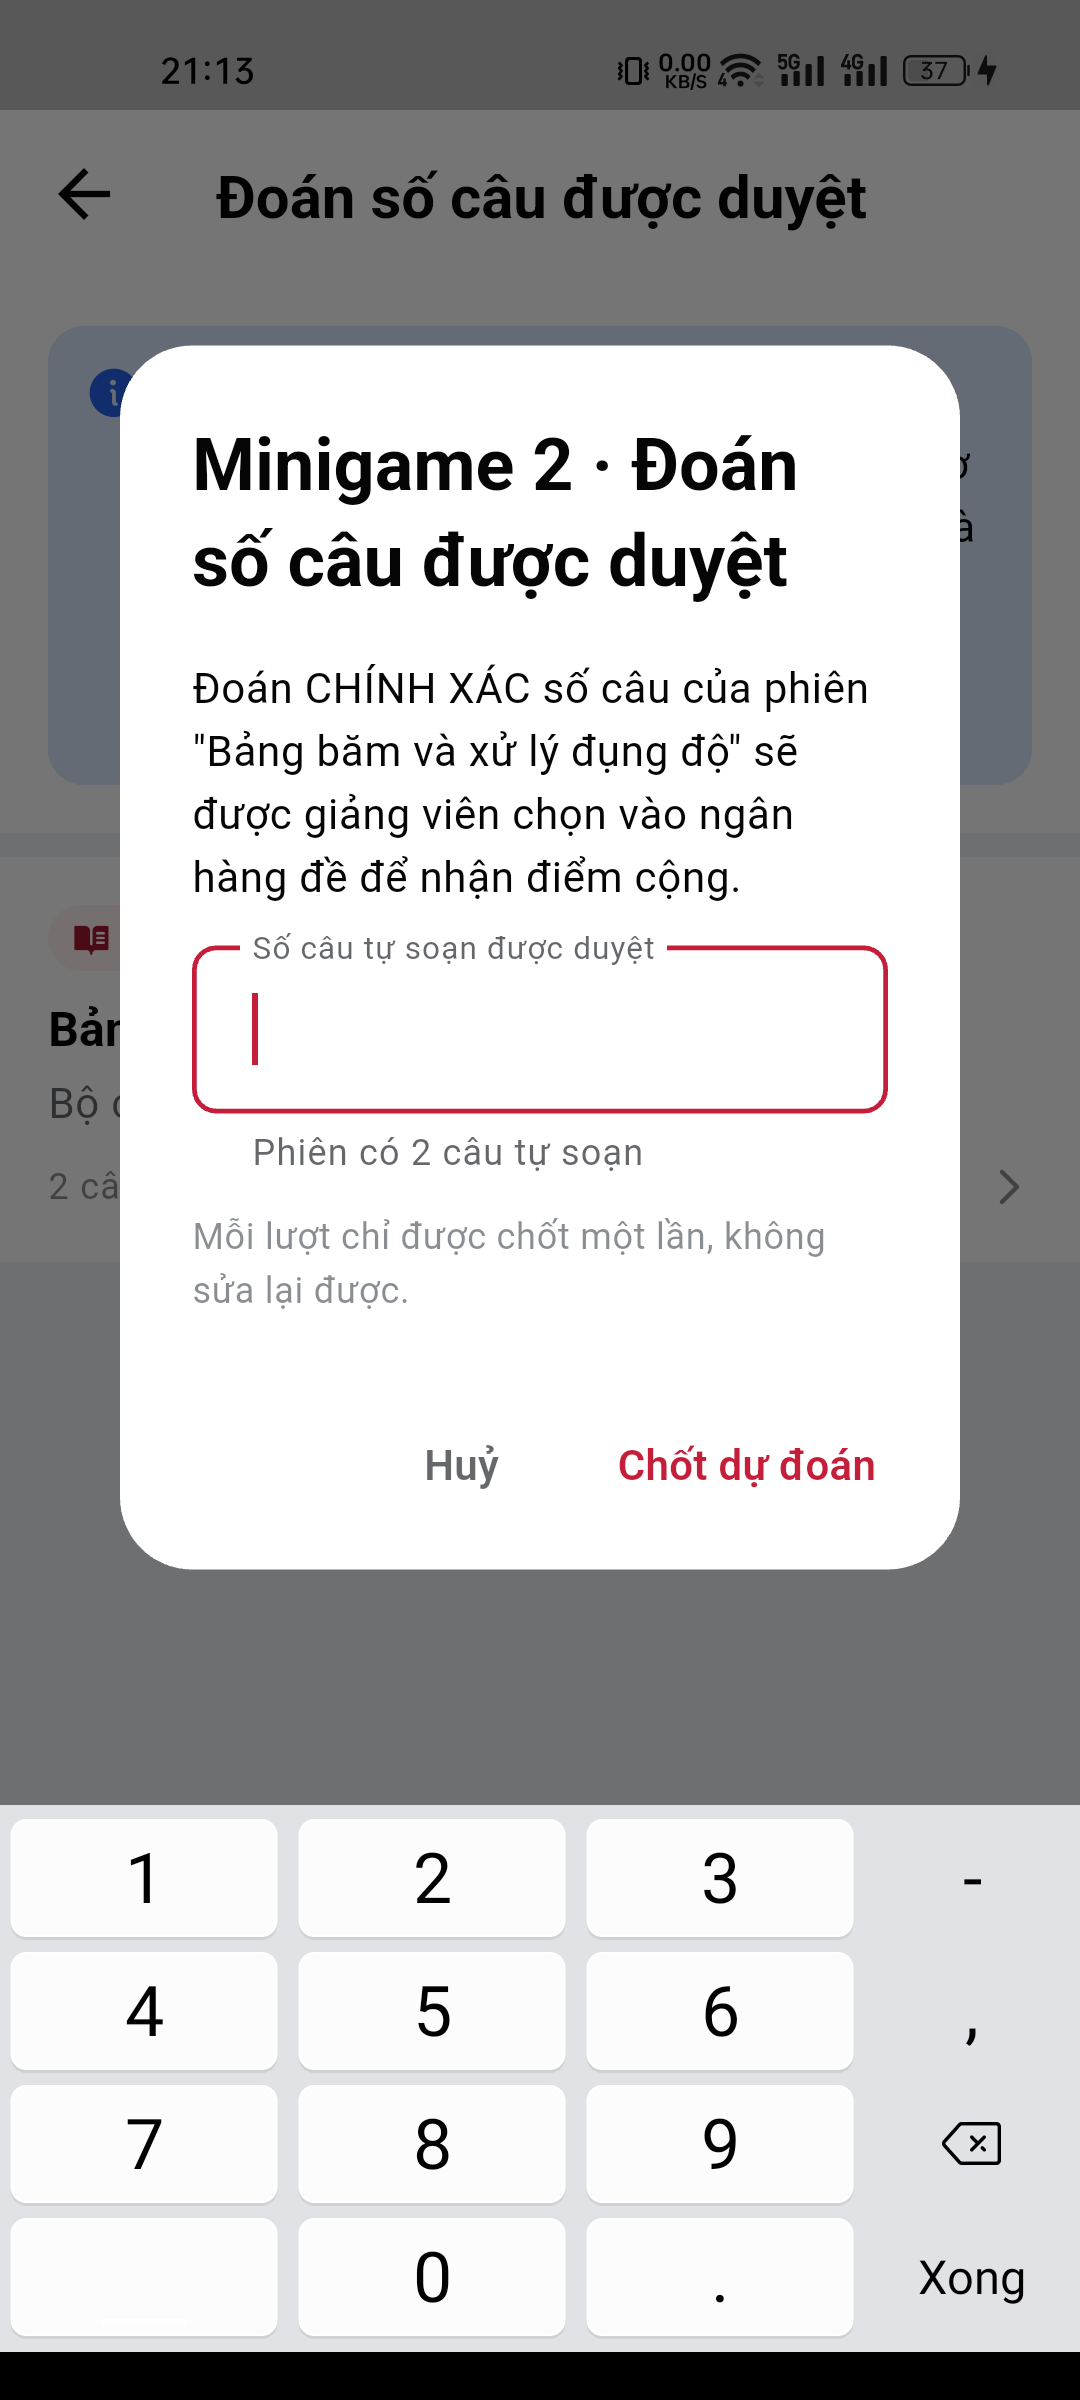 21:13
0.00
KB/S
4
5G
4G
37
Đoán số câu được duyệt
Minigame 2 · Đoán
số câu được duyệt
Đoán CHÍNH XÁC số câu của phiên
"Bảng băm và xử lý đụng độ" sẽ
được giảng viên chọn vào ngân
hàng đề để nhận điểm cộng.
Số câu tự soạn được duyệt
Phiên có 2 câu tự soạn
Mỗi lượt chỉ được chốt một lần, không
sửa lại được.
Huỷ
Chốt dự đoán
Bộ
2
1
2
3
-
4
5
6
,
7
8
9
0
.
Xong